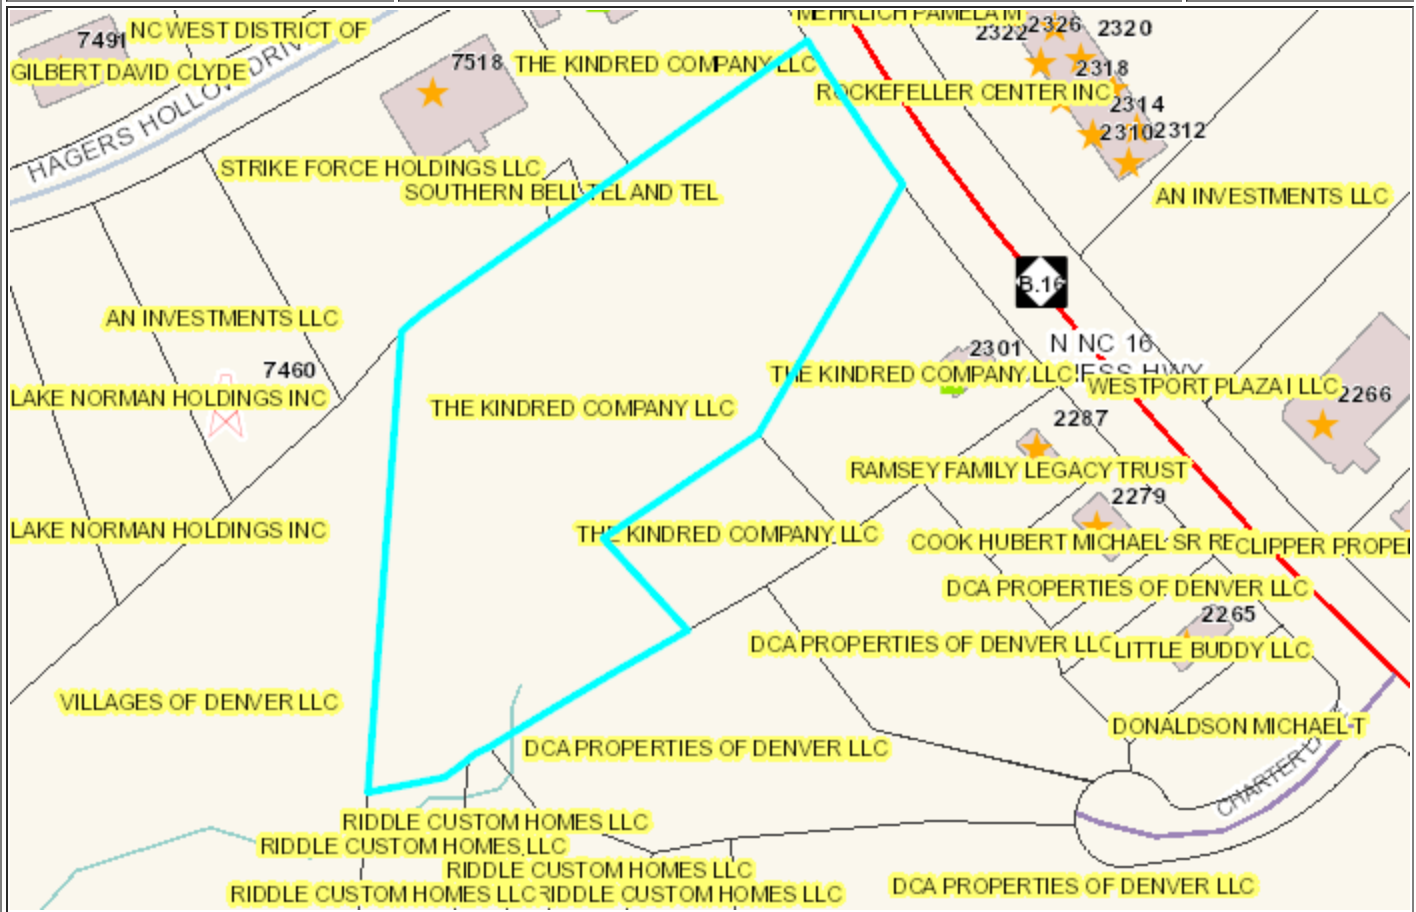 MEHRLICH PAMELA M
2326
2320
2322
7491
NC WEST DISTRICT OF
GILBERT DAVID CLYDE
HAGERS HOLLOW DRIVE
7518
THE KINDRED COMPANY LLC
2318
ROCKEFELLER CENTER INC
2314
2310
2312
STRIKE FORCE HOLDINGS LLC
SOUTHERN BELL TEL AND TEL
AN INVESTMENTS LLC
B.16
AN INVESTMENTS LLC
N NC 16
2301
7460
THE KINDRED COMPANY LLC
WESTPORT PLAZA I LLC
2266
LAKE NORMAN HOLDINGS INC
THE KINDRED COMPANY LLC
2287
RAMSEY FAMILY LEGACY TRUST
2279
LAKE NORMAN HOLDINGS INC
THE KINDRED COMPANY LLC
COOK HUBERT MICHAEL SR RE
CLIPPER PROPE
DCA PROPERTIES OF DENVER LLC
2265
DCA PROPERTIES OF DENVER LLC
LITTLE BUDDY LLC
VILLAGES OF DENVER LLC
DONALDSON MICHAEL T
DCA PROPERTIES OF DENVER LLC
CHARTER
RIDDLE CUSTOM HOMES LLC
RIDDLE CUSTOM HOMES LLC
RIDDLE CUSTOM HOMES LLC
RIDDLE CUSTOM HOMES LLC
RIDDLE CUSTOM HOMES LLC
DCA PROPERTIES OF DENVER LLC